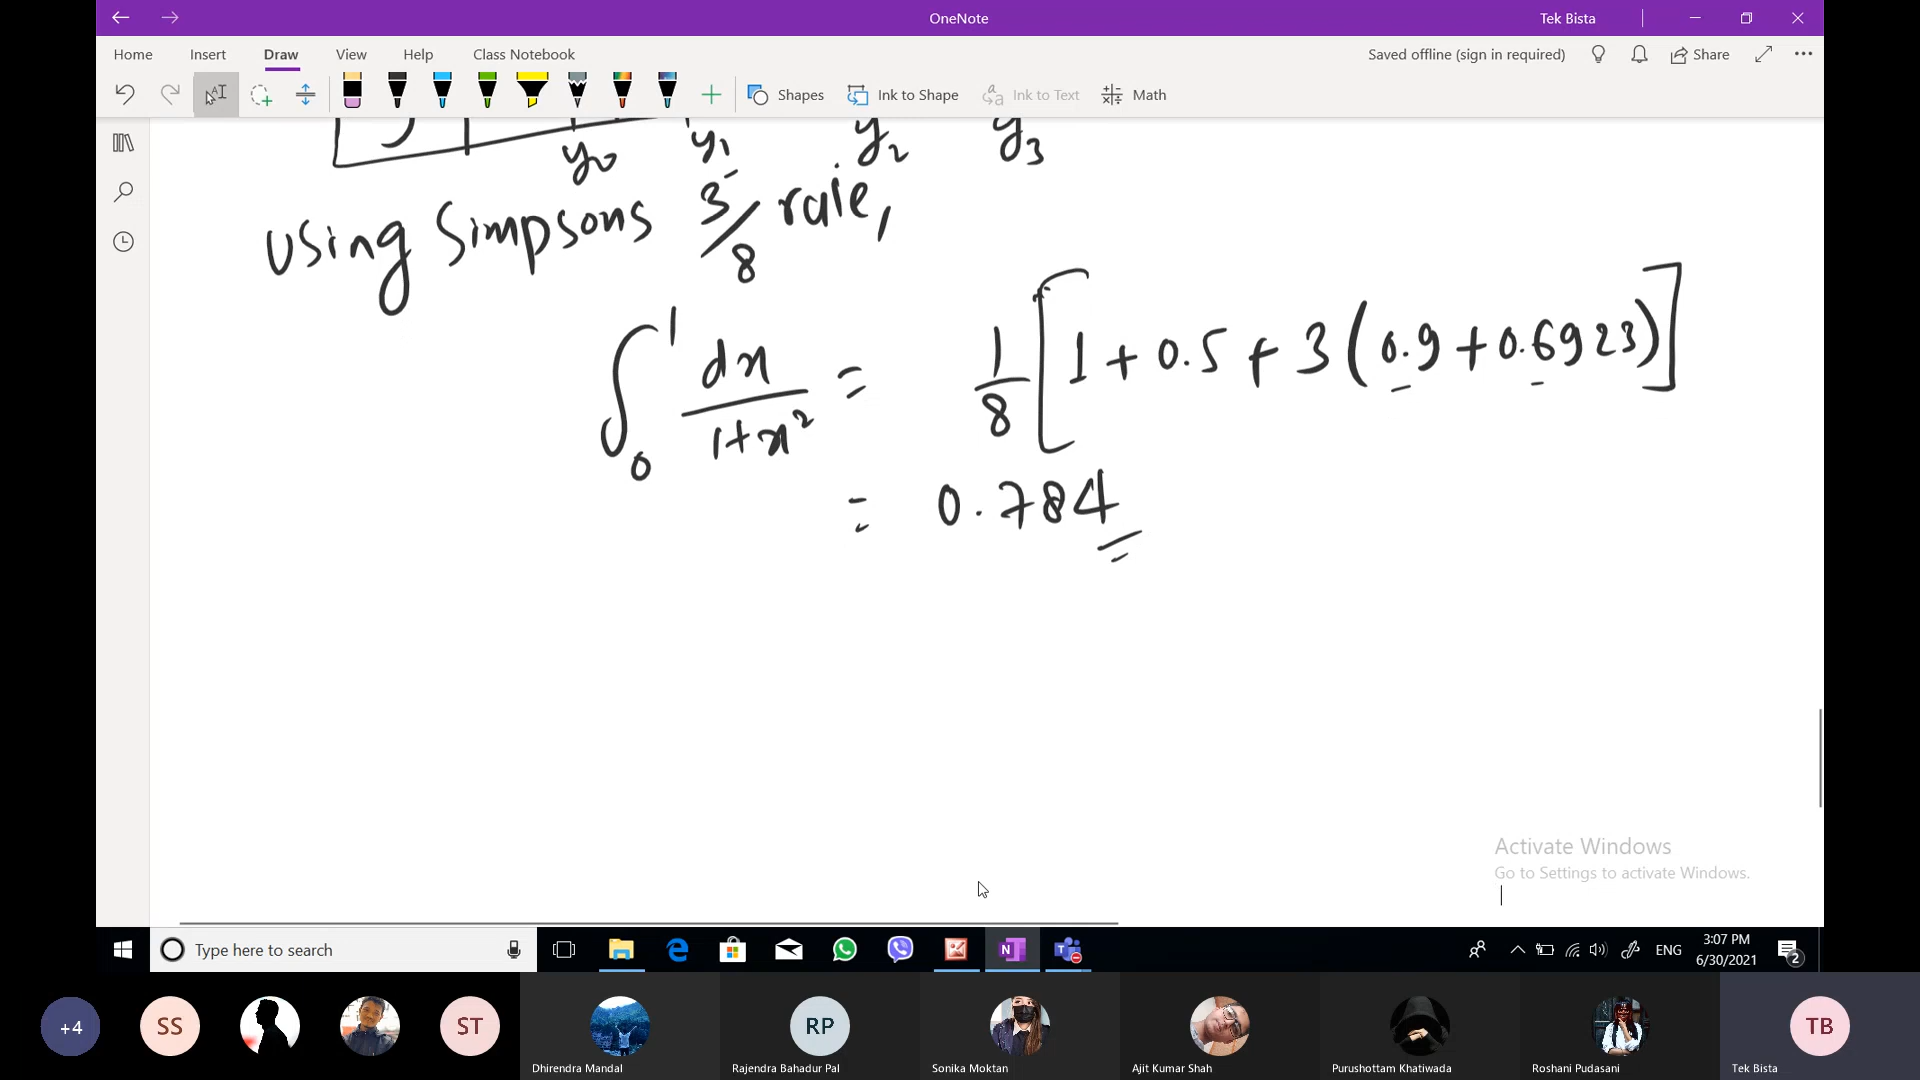 OneNote
Tek Bista
Home Insert Draw View Help Class Notebook
Saved offline (sign in required) Share
Shapes Ink to Shape Ink to Text Math
y0 y1 y2 y3
Using Simpsons 3/8 rule,
∫₀¹ dx/(1+x²) = 1/8 [1 + 0.5 + 3(0.9 + 0.6923)]
= 0.784
Activate Windows
Go to Settings to activate Windows.
Type here to search
ENG
3:07 PM
6/30/2021
2
+4 SS ST RP TB
Dhirendra Mandal Rajendra Bahadur Pal Sonika Moktan Ajit Kumar Shah Purushottam Khatiwada Roshani Pudasani Tek Bista